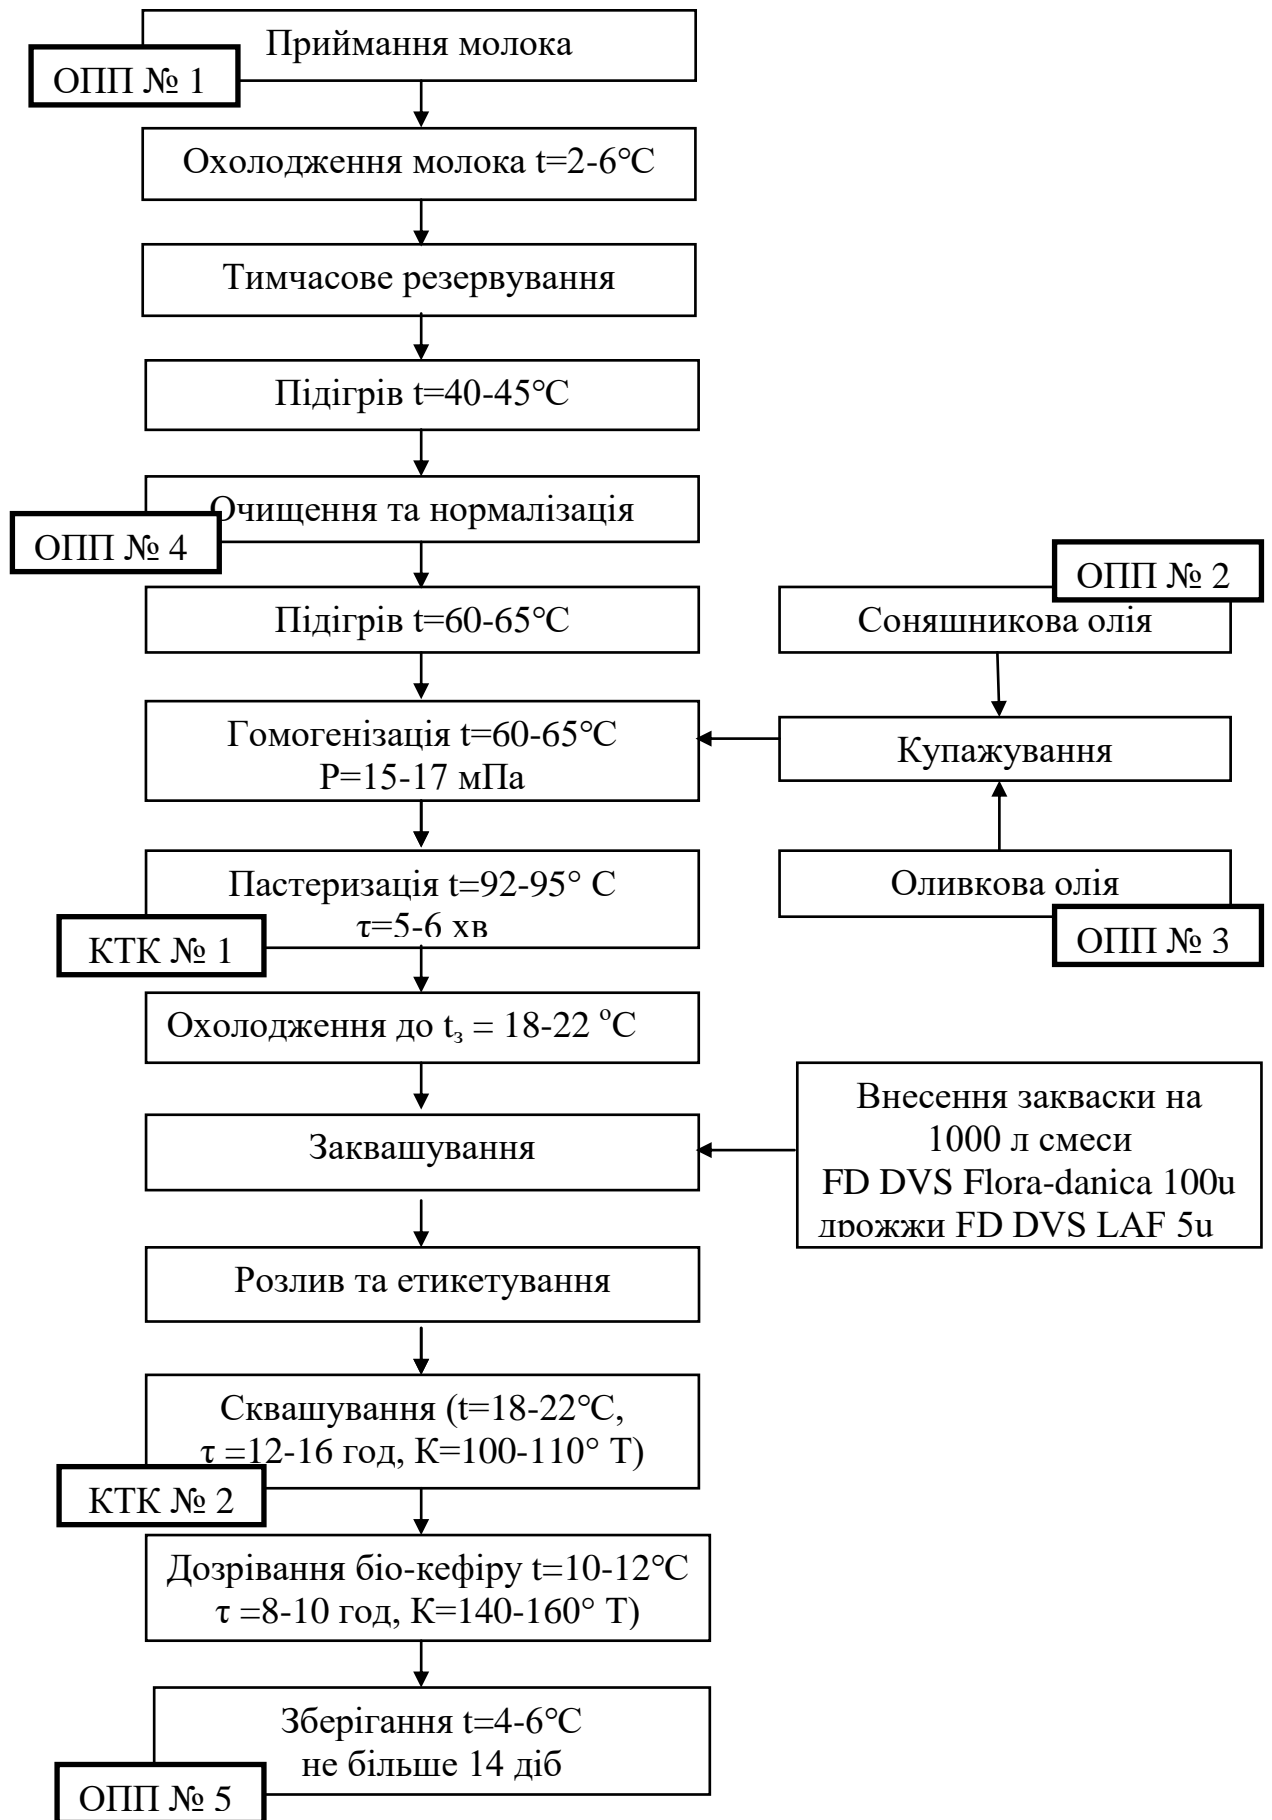 Приймання молока
ОПП № 1
Охолодження молока t=2-6°С
Тимчасове резервування
Підігрів t=40-45°С
Очищення та нормалізація
ОПП № 4
Підігрів t=60-65°С
ОПП № 2
Соняшникова олія
Гомогенізація t=60-65°С
Р=15-17 мПа
Купажування
Оливкова олія
ОПП № 3
Пастеризація t=92-95° С
τ=5-6 хв
КТК № 1
Охолодження до tз = 18-22 °С
Заквашування
Внесення закваски на
1000 л смеси
FD DVS Flora-danica 100u
дрожжи FD DVS LAF 5u
Розлив та етикетування
Сквашування (t=18-22°С,
τ =12-16 год, К=100-110° Т)
КТК № 2
Дозрівання біо-кефіру t=10-12°С
τ =8-10 год, К=140-160° Т)
Зберігання t=4-6°С
не більше 14 діб
ОПП № 5